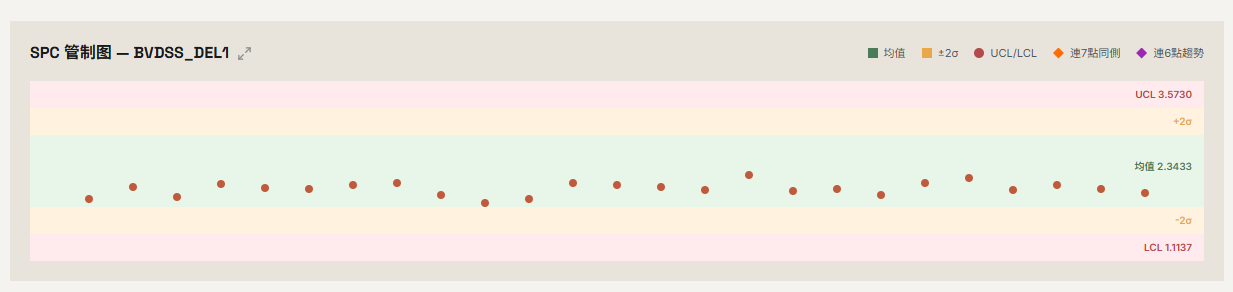 SPC 管制图 — BVDSS_DEL1
均值
±2σ
UCL/LCL
連7點同側
連6點趨勢
UCL 3.5730
+2σ
均值 2.3433
-2σ
LCL 1.1137